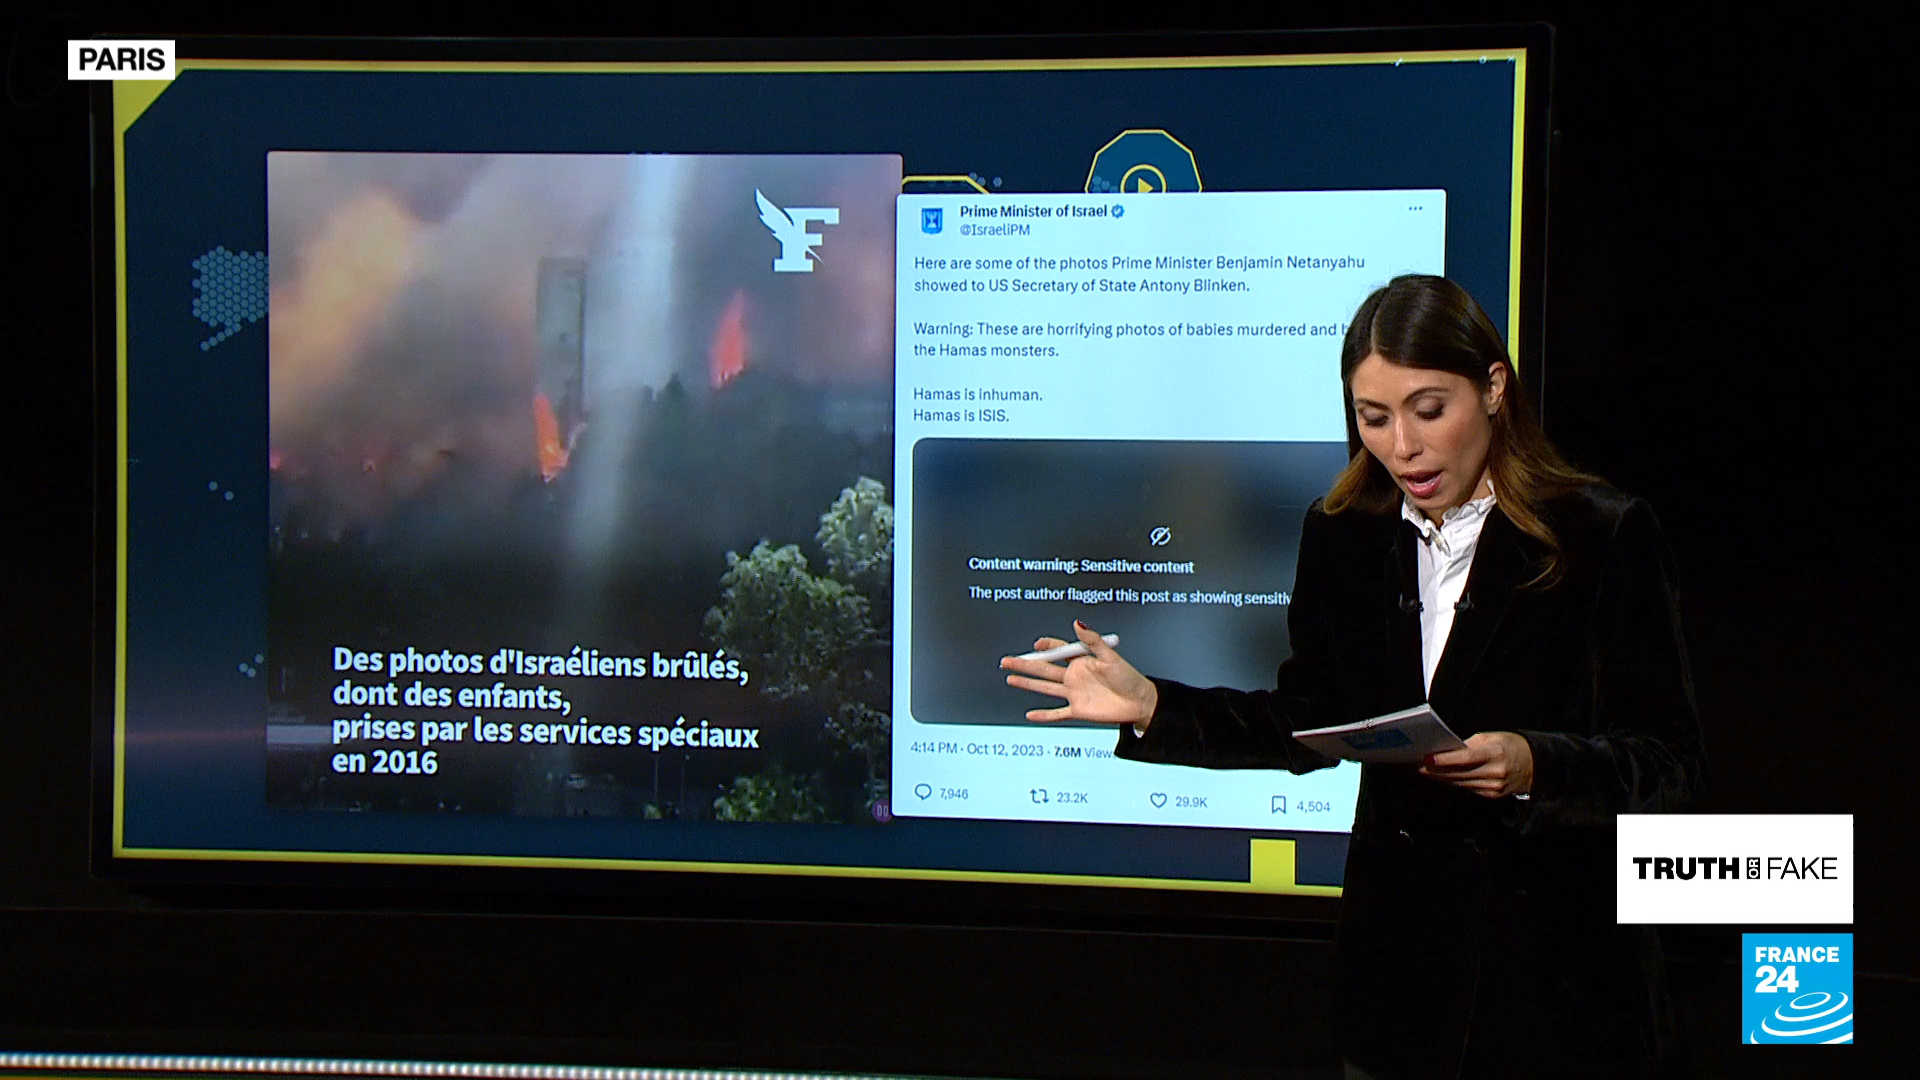 PARIS
F
Des photos d'Israéliens brûlés,
dont des enfants,
prises par les services spéciaux
en 2016
Prime Minister of Israel
@IsraeliPM
Here are some of the photos Prime Minister Benjamin Netanyahu
showed to US Secretary of State Antony Blinken.
Warning: These are horrifying photos of babies murdered and
the Hamas monsters.
Hamas is inhuman.
Hamas is ISIS.
Content warning: Sensitive content
The post author flagged this post as showing
4:14 PM · Oct 12, 2023 · 7.6M View
7,946 23.2K 29.9K 4,504
TRUTH OR FAKE
FRANCE
24